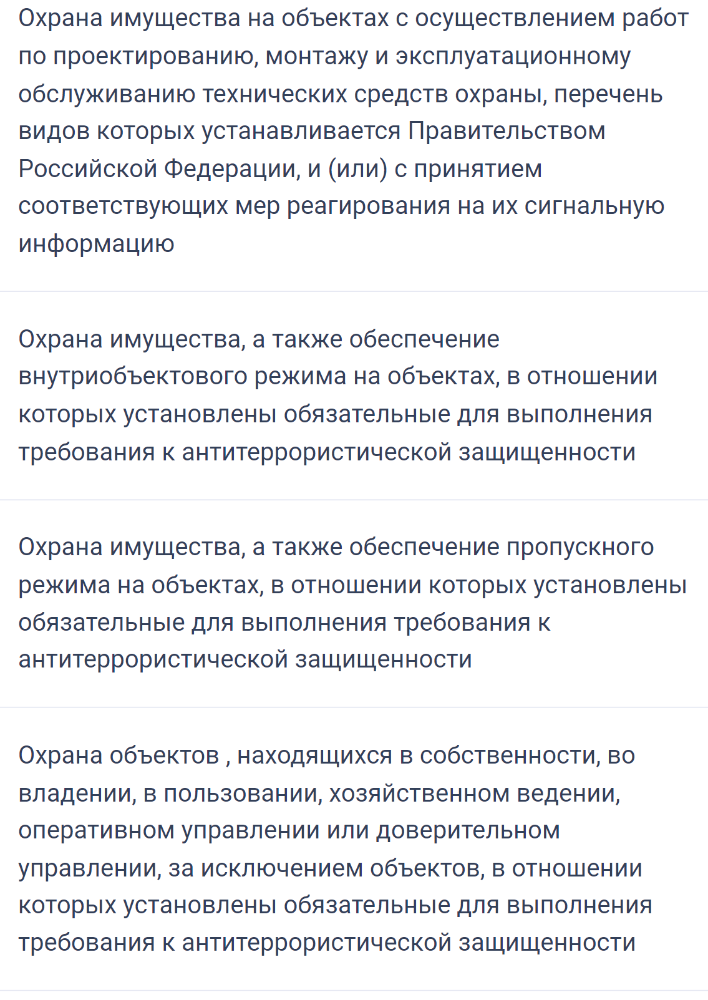 Охрана имущества на объектах с осуществлением работ
по проектированию, монтажу и эксплуатационному
обслуживанию технических средств охраны, перечень
видов которых устанавливается Правительством
Российской Федерации, и (или) с принятием
соответствующих мер реагирования на их сигнальную
информацию
Охрана имущества, а также обеспечение
внутриобъектового режима на объектах, в отношении
которых установлены обязательные для выполнения
требования к антитеррористической защищенности
Охрана имущества, а также обеспечение пропускного
режима на объектах, в отношении которых установлены
обязательные для выполнения требования к
антитеррористической защищенности
Охрана объектов , находящихся в собственности, во
владении, в пользовании, хозяйственном ведении,
оперативном управлении или доверительном
управлении, за исключением объектов, в отношении
которых установлены обязательные для выполнения
требования к антитеррористической защищенности